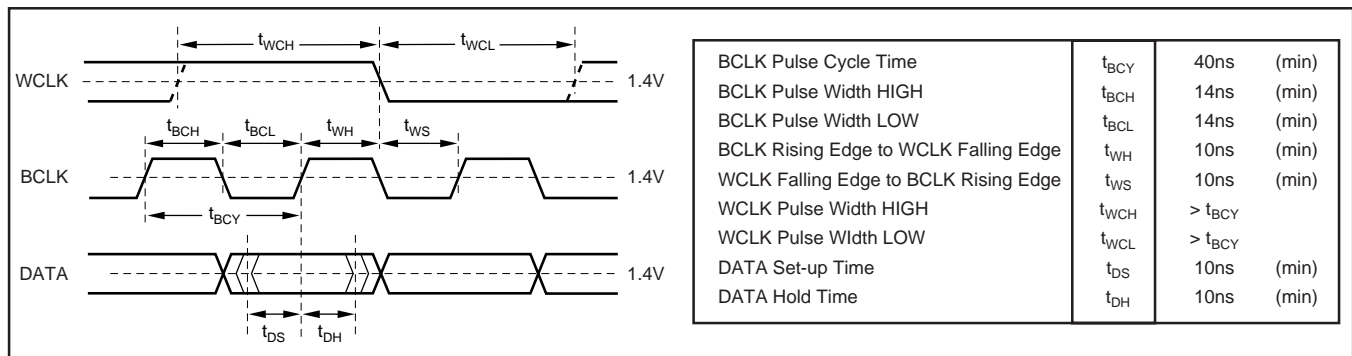 tWCH tWCL
WCLK 1.4V
tBCH tBCL tWH tWS
BCLK 1.4V
tBCY
DATA 1.4V
tDS tDH
BCLK Pulse Cycle Time tBCY 40ns (min)
BCLK Pulse Width HIGH tBCH 14ns (min)
BCLK Pulse Width LOW tBCL 14ns (min)
BCLK Rising Edge to WCLK Falling Edge tWH 10ns (min)
WCLK Falling Edge to BCLK Rising Edge tWS 10ns (min)
WCLK Pulse Width HIGH tWCH > tBCY
WCLK Pulse WIdth LOW tWCL > tBCY
DATA Set-up Time tDS 10ns (min)
DATA Hold Time tDH 10ns (min)